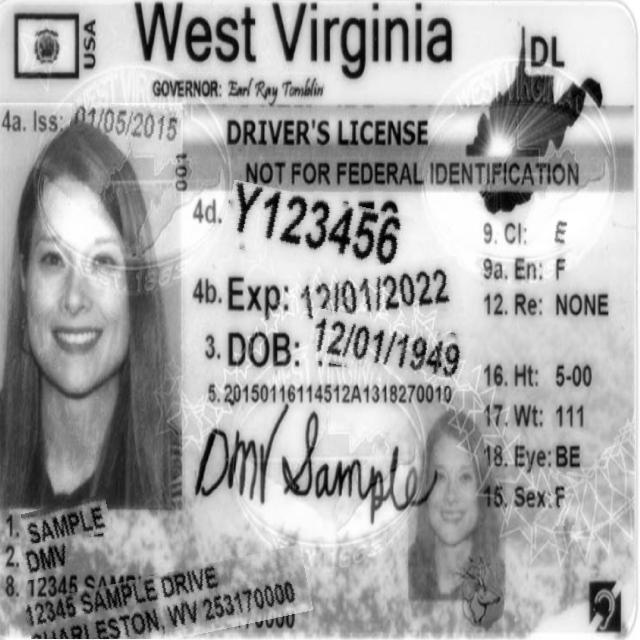 West Virginia
USA
DL
GOVERNOR: Earl Ray Tomblin
4a. Iss: 01/05/2015
DRIVER'S LICENSE
NOT FOR FEDERAL IDENTIFICATION
001
4d. Y123456
9. Cl: E
9a. En: F
4b. Exp: 12/01/2022
12. Re: NONE
3. DOB: 12/01/1949
5. 20150116114512A1318270010
16. Ht: 5-00
17. Wt: 111
18. Eye: BE
15. Sex: F
DMV Sample
1. SAMPLE
2. DMV
8. 12345 SAMPLE DRIVE
12345 SAMPLE DRIVE
CHARLESTON, WV 253170000